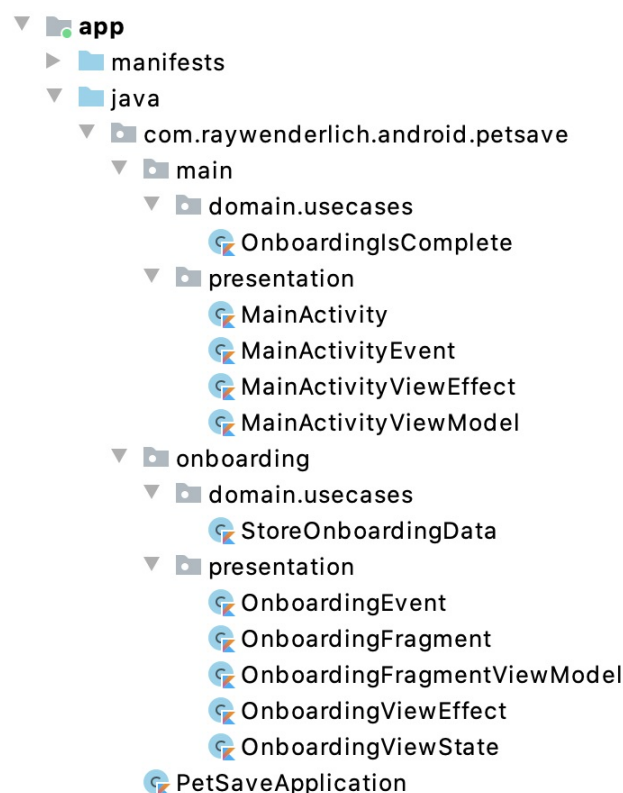 app
manifests
java
com.raywenderlich.android.petsave
main
domain.usecases
OnboardingIsComplete
presentation
MainActivity
MainActivityEvent
MainActivityViewEffect
MainActivityViewModel
onboarding
domain.usecases
StoreOnboardingData
presentation
OnboardingEvent
OnboardingFragment
OnboardingFragmentViewModel
OnboardingViewEffect
OnboardingViewState
PetSaveApplication